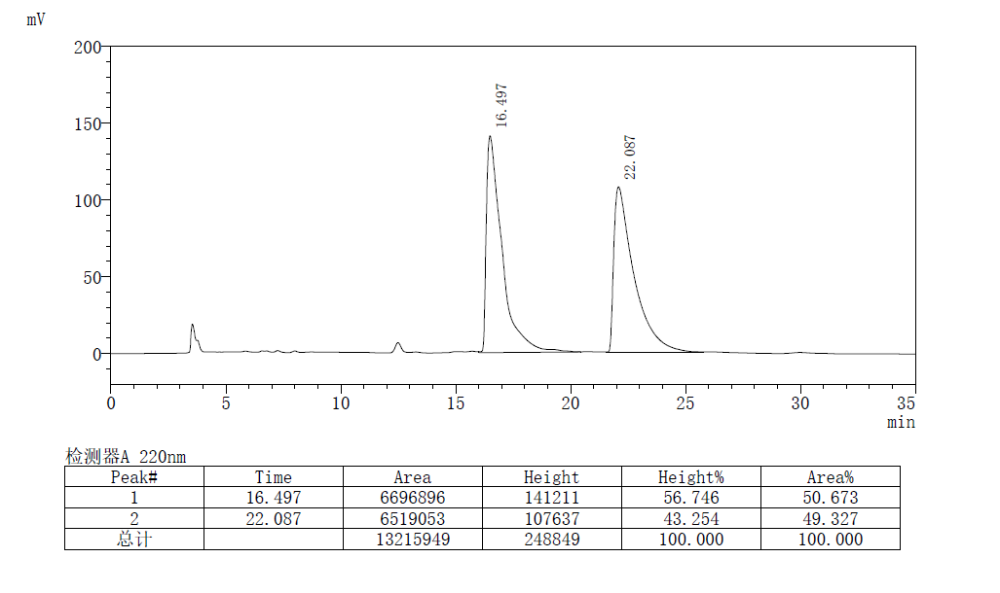 mV
200
150
100
50
0
16.497
22.087
0 5 10 15 20 25 30 35
min
检测器A 220nm
Peak# Time Area Height Height% Area%
1 16.497 6696896 141211 56.746 50.673
2 22.087 6519053 107637 43.254 49.327
总计 13215949 248849 100.000 100.000